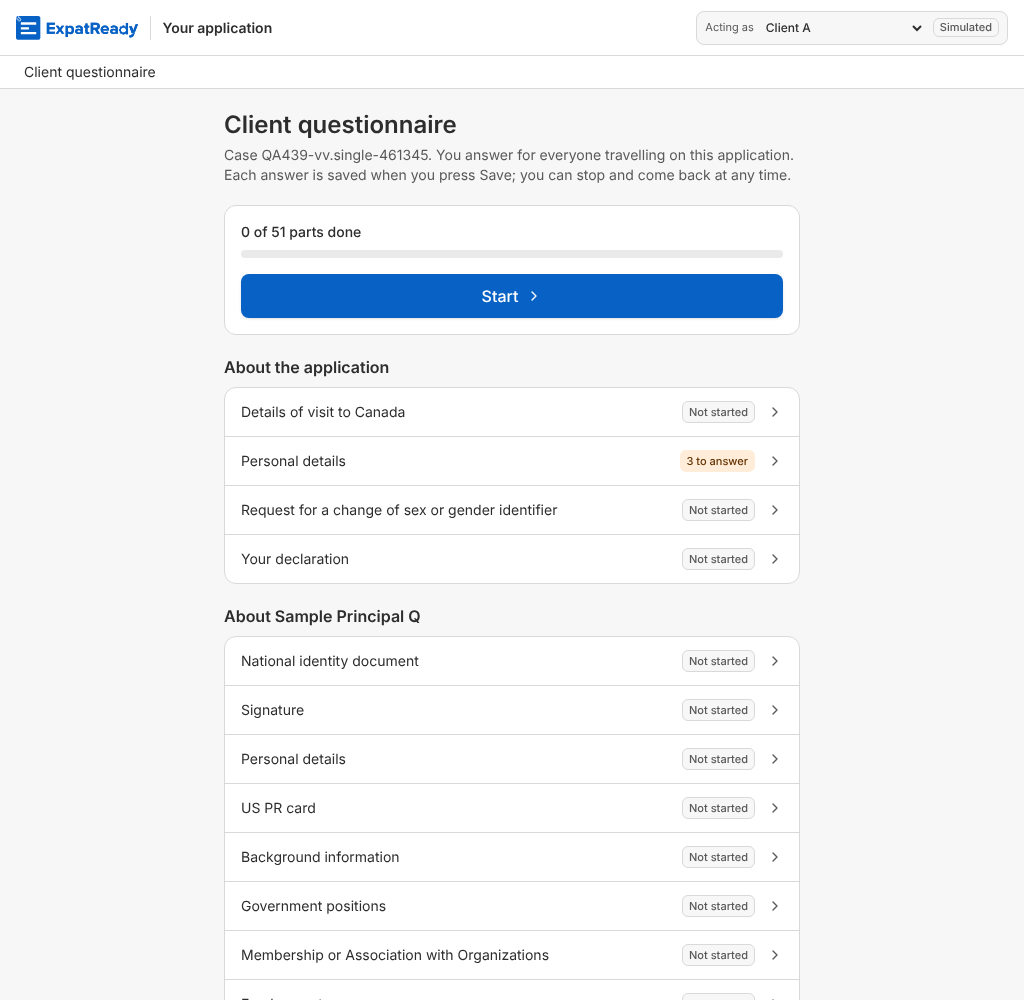 ExpatReady
Your application
Acting as Client A Simulated
Client questionnaire
Client questionnaire
Case QA439-vv.single-461345. You answer for everyone travelling on this application.
Each answer is saved when you press Save; you can stop and come back at any time.
0 of 51 parts done
Start
About the application
Details of visit to Canada Not started
Personal details 3 to answer
Request for a change of sex or gender identifier Not started
Your declaration Not started
About Sample Principal Q
National identity document Not started
Signature Not started
Personal details Not started
US PR card Not started
Background information Not started
Government positions Not started
Membership or Association with Organizations Not started